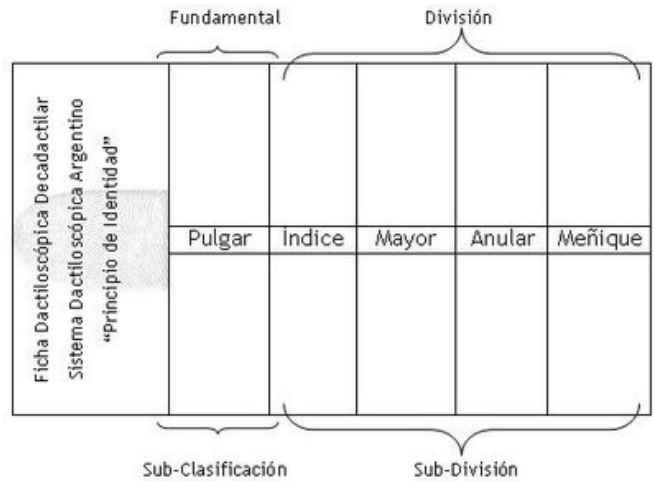 Fundamental
División
Ficha Dactiloscópica Decadactilar
Sistema Dactiloscópica Argentino
“Principio de Identidad”
Pulgar
Índice
Mayor
Anular
Meñique
Sub-Clasificación
Sub-División